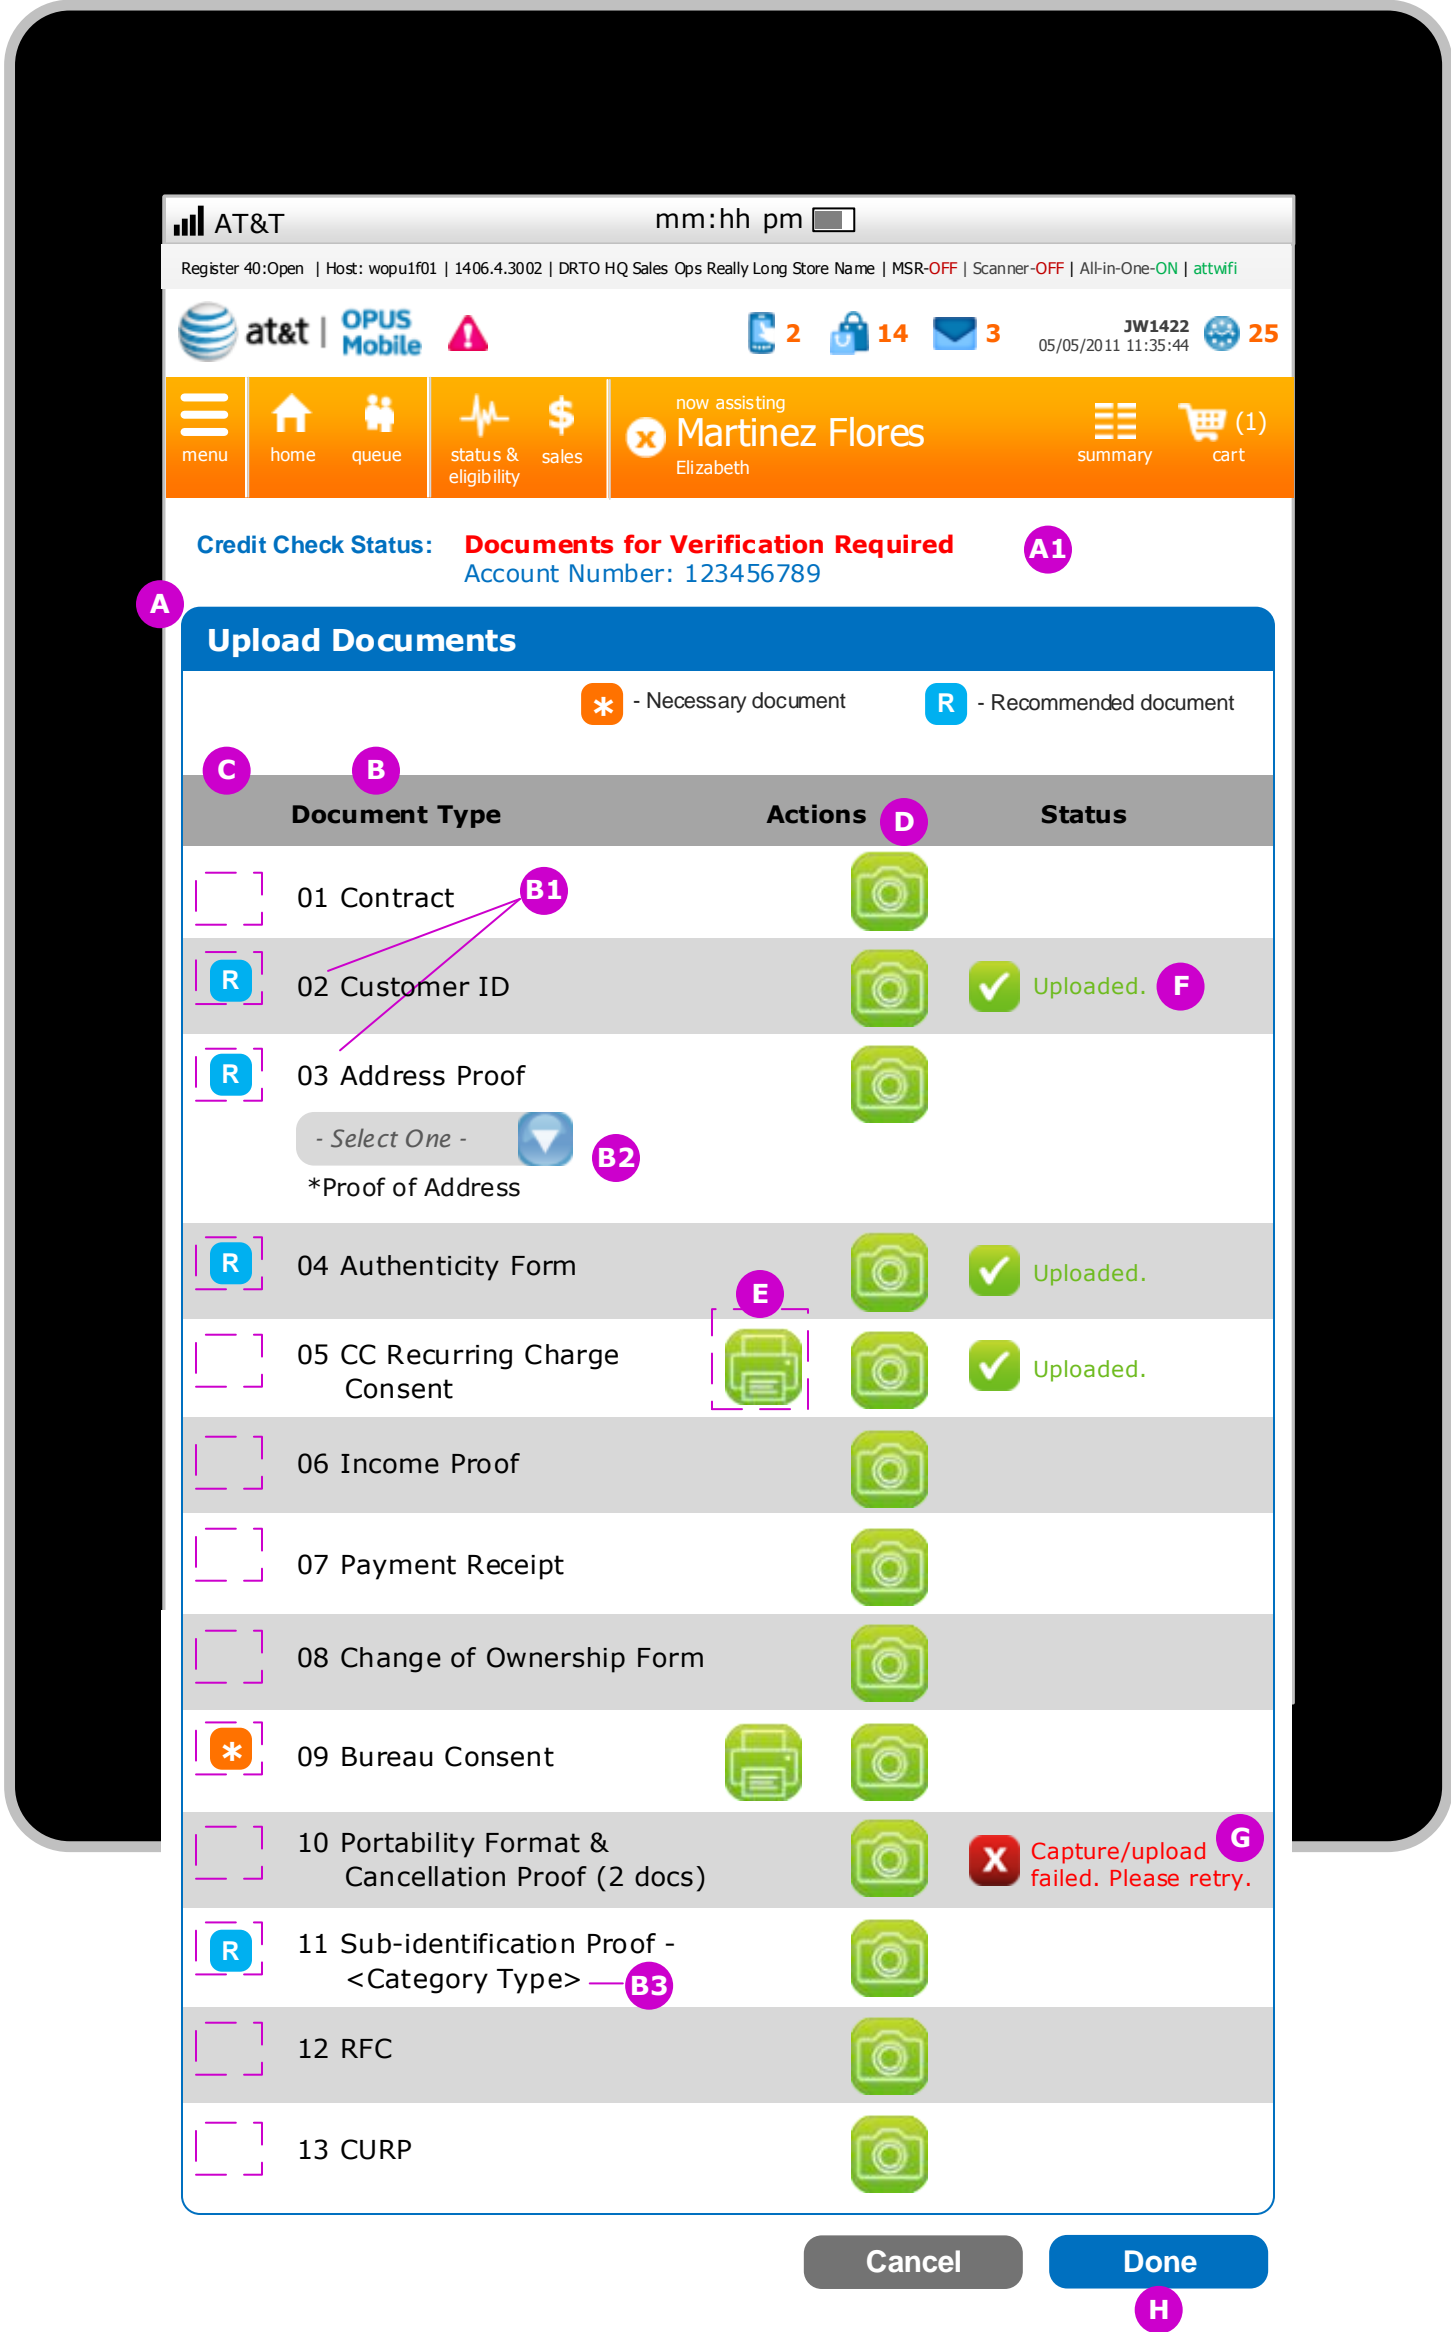 AT&T mm:hh pm
Register 40:Open | Host: wopu1f01 | 1406.4.3002 | DRTO HQ Sales Ops Really Long Store Name | MSR-OFF | Scanner-OFF | All-in-One-ON | attwifi
at&t | OPUS Mobile 2 14 3 JW1422 25
05/05/2011 11:35:44
now assisting
x Martinez Flores (1)
menu home queue status & eligibility sales Elizabeth summary cart
Credit Check Status: Documents for Verification Required A1
Account Number: 123456789
A
Upload Documents
* - Necessary document R - Recommended document
C B
Document Type Actions D Status
01 Contract B1
R 02 Customer ID Uploaded. F
R 03 Address Proof
- Select One - B2
*Proof of Address
R 04 Authenticity Form Uploaded.
E
05 CC Recurring Charge Uploaded.
Consent
06 Income Proof
07 Payment Receipt
08 Change of Ownership Form
* 09 Bureau Consent
10 Portability Format & Capture/upload G
Cancellation Proof (2 docs) X failed. Please retry.
R 11 Sub-identification Proof -
<Category Type> B3
12 RFC
13 CURP
Cancel Done
H